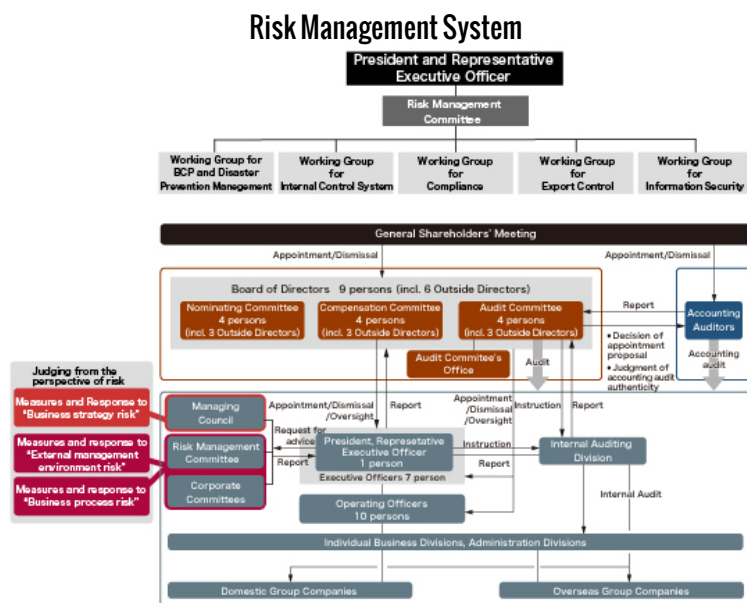 Risk Management System
President and Representative
Executive Officer
Risk Management
Committee
Working Group for
BCP and Disaster
Prevention Management
Working Group
for
Internal Control System
Working Group
for
Compliance
Working Group
for
Export Control
Working Group
for
Information Security
General Shareholders' Meeting
Appointment/Dismissal
Appointment/Dismissal
Board of Directors 9 persons (incl. 6 Outside Directors)
Nominating Committee
4 persons
(incl. 3 Outside Directors)
Compensation Committee
4 persons
(incl. 3 Outside Directors)
Audit Committee
4 persons
(incl. 3 Outside Directors)
Report
Accounting
Auditors
Audit Commitee's
Office
Audit
• Decision of
appointment
proposal
• Judgment of
accounting audit
authenticity
Accounting
audit
Judging from the
perspective of risk
Measures and Response to
"Business strategy risk"
Measures and response to
"External management
environment risk"
Measures and response to
"Business process risk"
Managing
Council
Risk Management
Committee
Corporate
Committees
Appointment/Dismissal
/Oversight
Report
Appointment
/Dismissal
/Oversight
Instruction
Report
Request for
advice
Report
President, Represetative
Executive Officer
1 person
Executive Officers 7 person
Instruction
Report
Internal Auditing
Division
Operating Officers
10 persons
Internal Audit
Individual Business Divisions, Administration Divisions
Domestic Group Companies
Overseas Group Companies